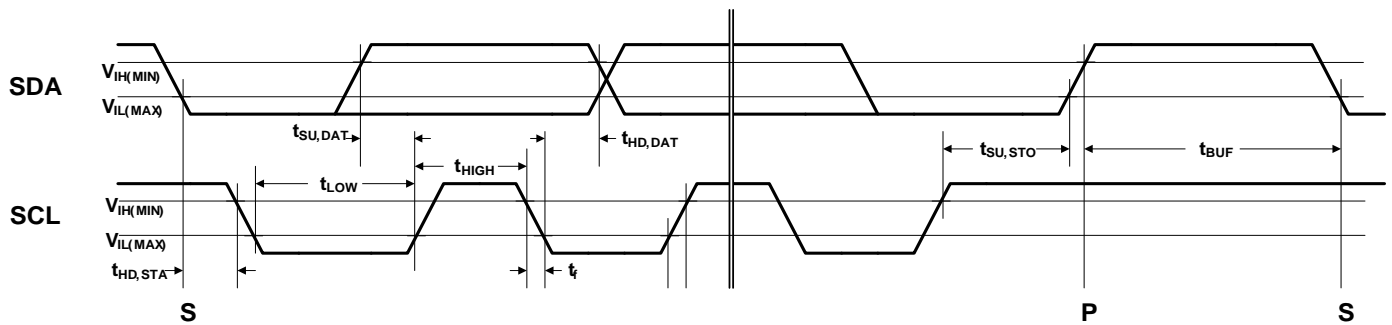 SDA
VIH(MIN)
VIL(MAX)
tSU,DAT
tHD,DAT
tSU,STO
tBUF
tHIGH
tLOW
SCL
VIH(MIN)
VIL(MAX)
tHD,STA
tf
S
P
S